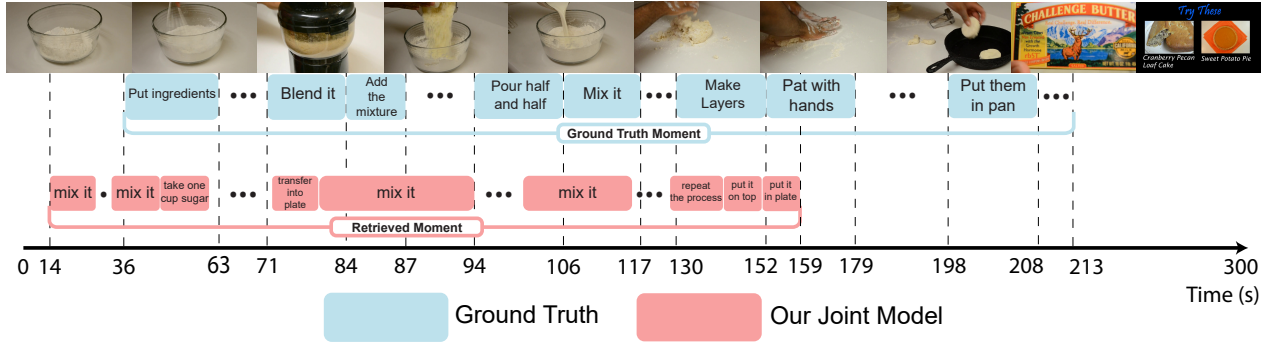 CHALLENGE BUTTER
Try These
Cranberry Pecan
Loaf Cake
Sweet Potato Pie
Put ingredients
•••
Blend it
Add
the
mixture
•••
Pour half
and half
Mix it
•••
Make
Layers
Pat with
hands
•••
Put them
in pan
•••
Ground Truth Moment
mix it
•
mix it
take one
cup sugar
•••
transfer
into
plate
mix it
•••
mix it
•••
repeat
the process
put it
on top
put it
in plate
Retrieved Moment
0 14 36 63 71 84 87 94 106 117 130 152 159 179 198 208 213 300
Time (s)
Ground Truth
Our Joint Model